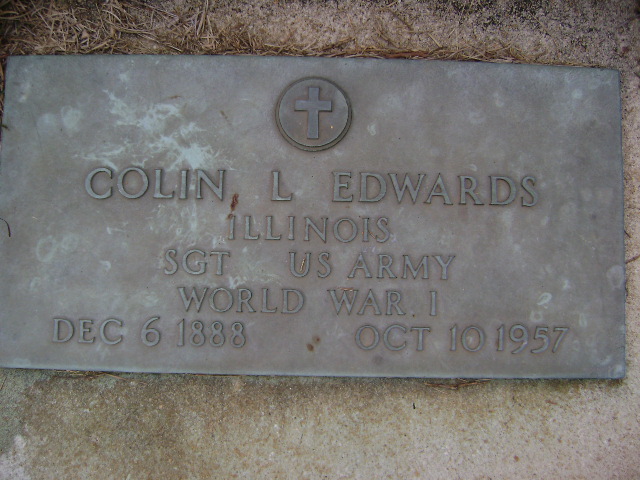 COLIN L EDWARDS
ILLINOIS
SGT US ARMY
WORLD WAR I
DEC 6 1888 OCT 10 1957